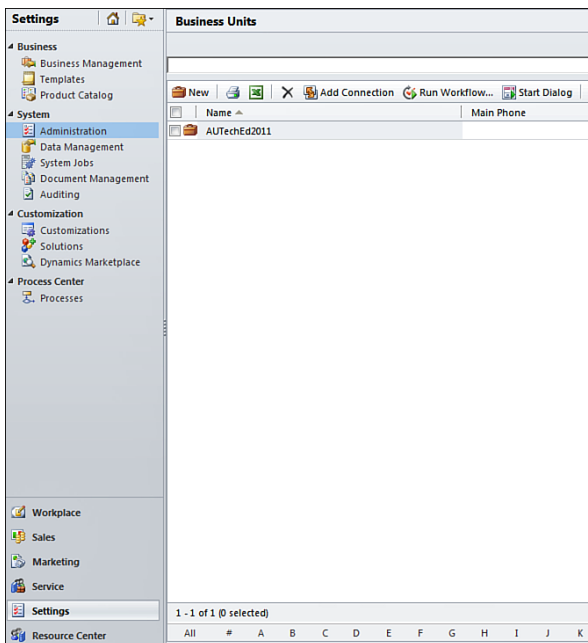 Settings
Business
Business Management
Templates
Product Catalog
System
Administration
Data Management
System Jobs
Document Management
Auditing
Customization
Customizations
Solutions
Dynamics Marketplace
Process Center
Processes
Workplace
Sales
Marketing
Service
Settings
Resource Center
Business Units
New Add Connection Run Workflow... Start Dialog
Name Main Phone
AUTechEd2011
1 - 1 of 1 (0 selected)
All # A B C D E F G H I J K